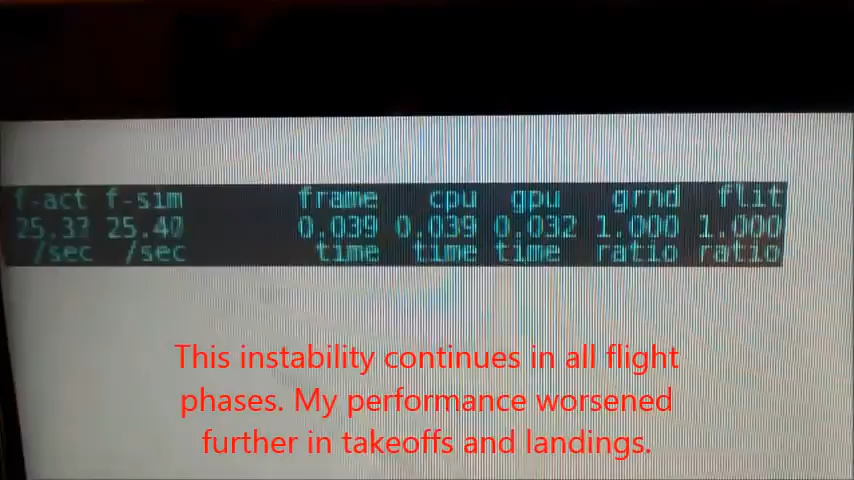 f-act f-sim frame cpu gpu grnd flit
25.37 25.40 0.039 0.039 0.032 1.000 1.000
/sec /sec time time time ratio ratio
This instability continues in all flight
phases. My performance worsened
further in takeoffs and landings.